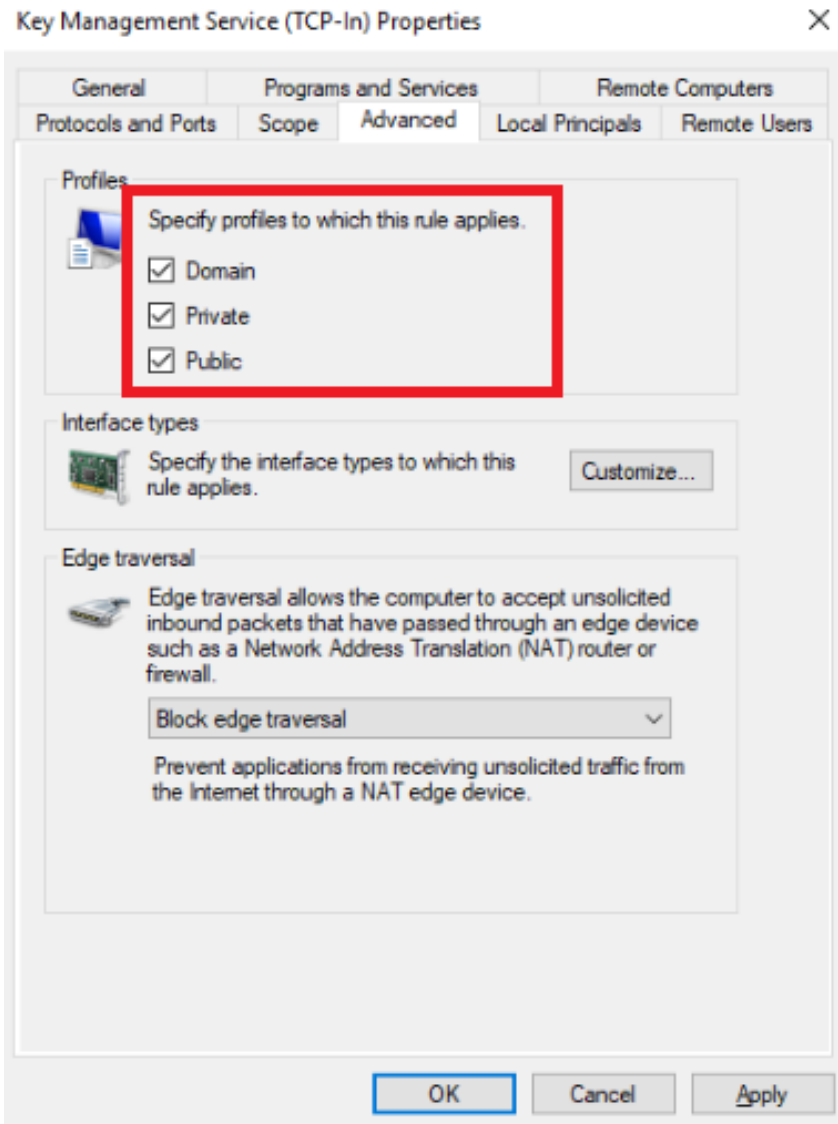 Key Management Service (TCP-In) Properties
General
Programs and Services
Remote Computers
Protocols and Ports
Scope
Advanced
Local Principals
Remote Users
Profiles
Specify profiles to which this rule applies.
Domain
Private
Public
Interface types
Specify the interface types to which this
rule applies.
Customize...
Edge traversal
Edge traversal allows the computer to accept unsolicited
inbound packets that have passed through an edge device
such as a Network Address Translation (NAT) router or
firewall.
Block edge traversal
Prevent applications from receiving unsolicited traffic from
the Internet through a NAT edge device.
OK
Cancel
Apply